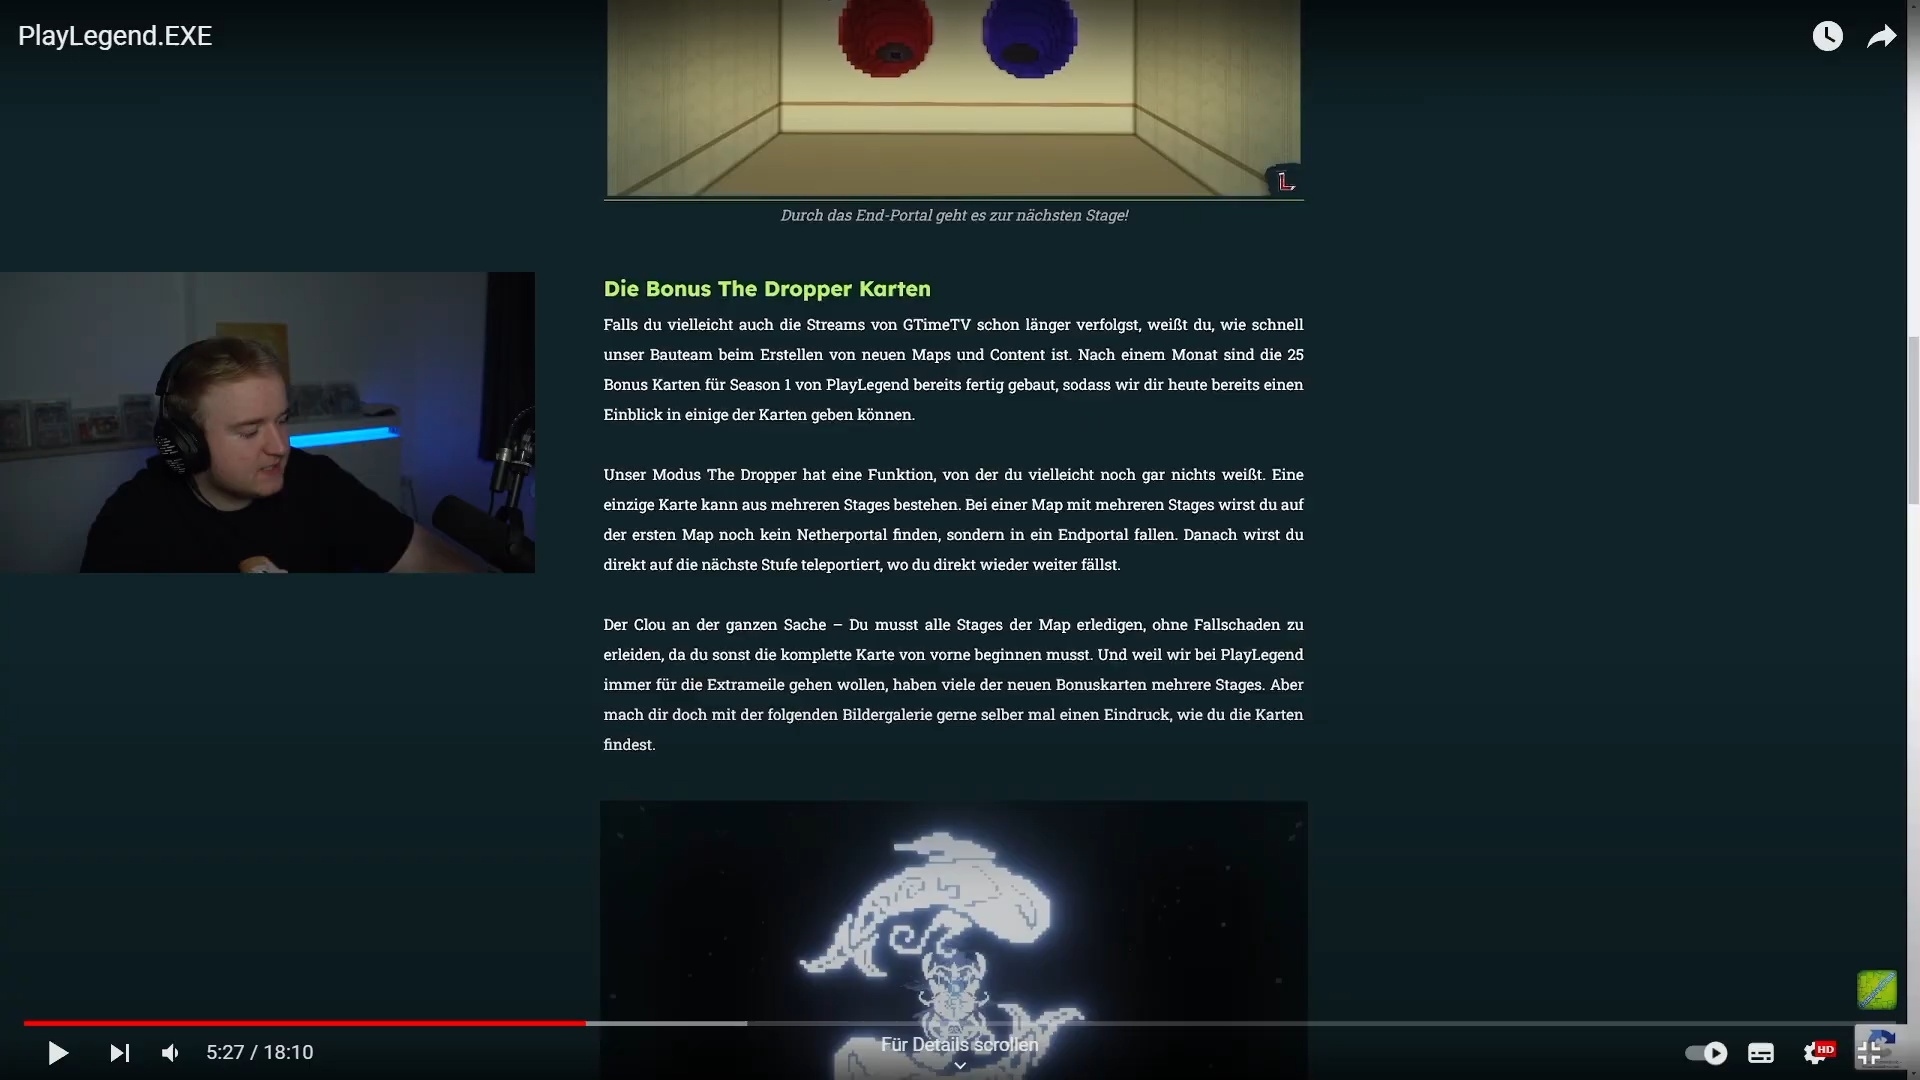 PlayLegend.EXE
L
Durch das End-Portal geht es zur nächsten Stage!
Die Bonus The Dropper Karten
Falls du vielleicht auch die Streams von GTimeTV schon länger verfolgst, weißt du, wie schnell
unser Bauteam beim Erstellen von neuen Maps und Content ist. Nach einem Monat sind die 25
Bonus Karten für Season 1 von PlayLegend bereits fertig gebaut, sodass wir dir heute bereits einen
Einblick in einige der Karten geben können.
Unser Modus The Dropper hat eine Funktion, von der du vielleicht noch gar nichts weißt. Eine
einzige Karte kann aus mehreren Stages bestehen. Bei einer Map mit mehreren Stages wirst du auf
der ersten Map noch kein Netherportal finden, sondern in ein Endportal fallen. Danach wirst du
direkt auf die nächste Stufe teleportiert, wo du direkt wieder weiter fällst.
Der Clou an der ganzen Sache – Du musst alle Stages der Map erledigen, ohne Fallschaden zu
erleiden, da du sonst die komplette Karte von vorne beginnen musst. Und weil wir bei PlayLegend
immer für die Extrameile gehen wollen, haben viele der neuen Bonuskarten mehrere Stages. Aber
mach dir doch mit der folgenden Bildergalerie gerne selber mal einen Eindruck, wie du die Karten
findest.
Für Details scrollen
5:27 / 18:10
HD